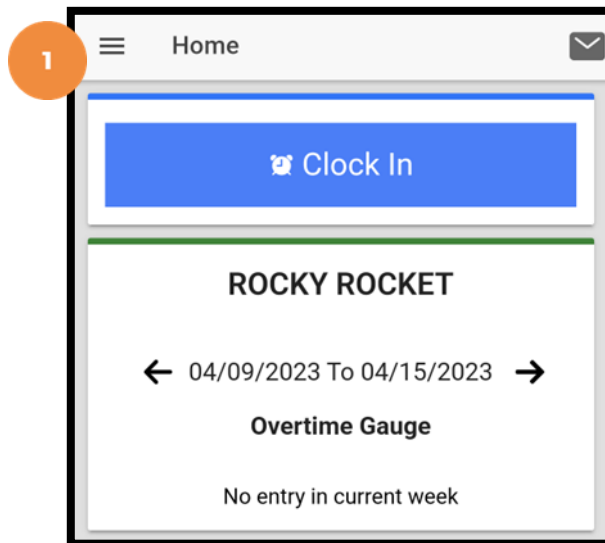 1
Home
Clock In
ROCKY ROCKET
04/09/2023 To 04/15/2023
Overtime Gauge
No entry in current week